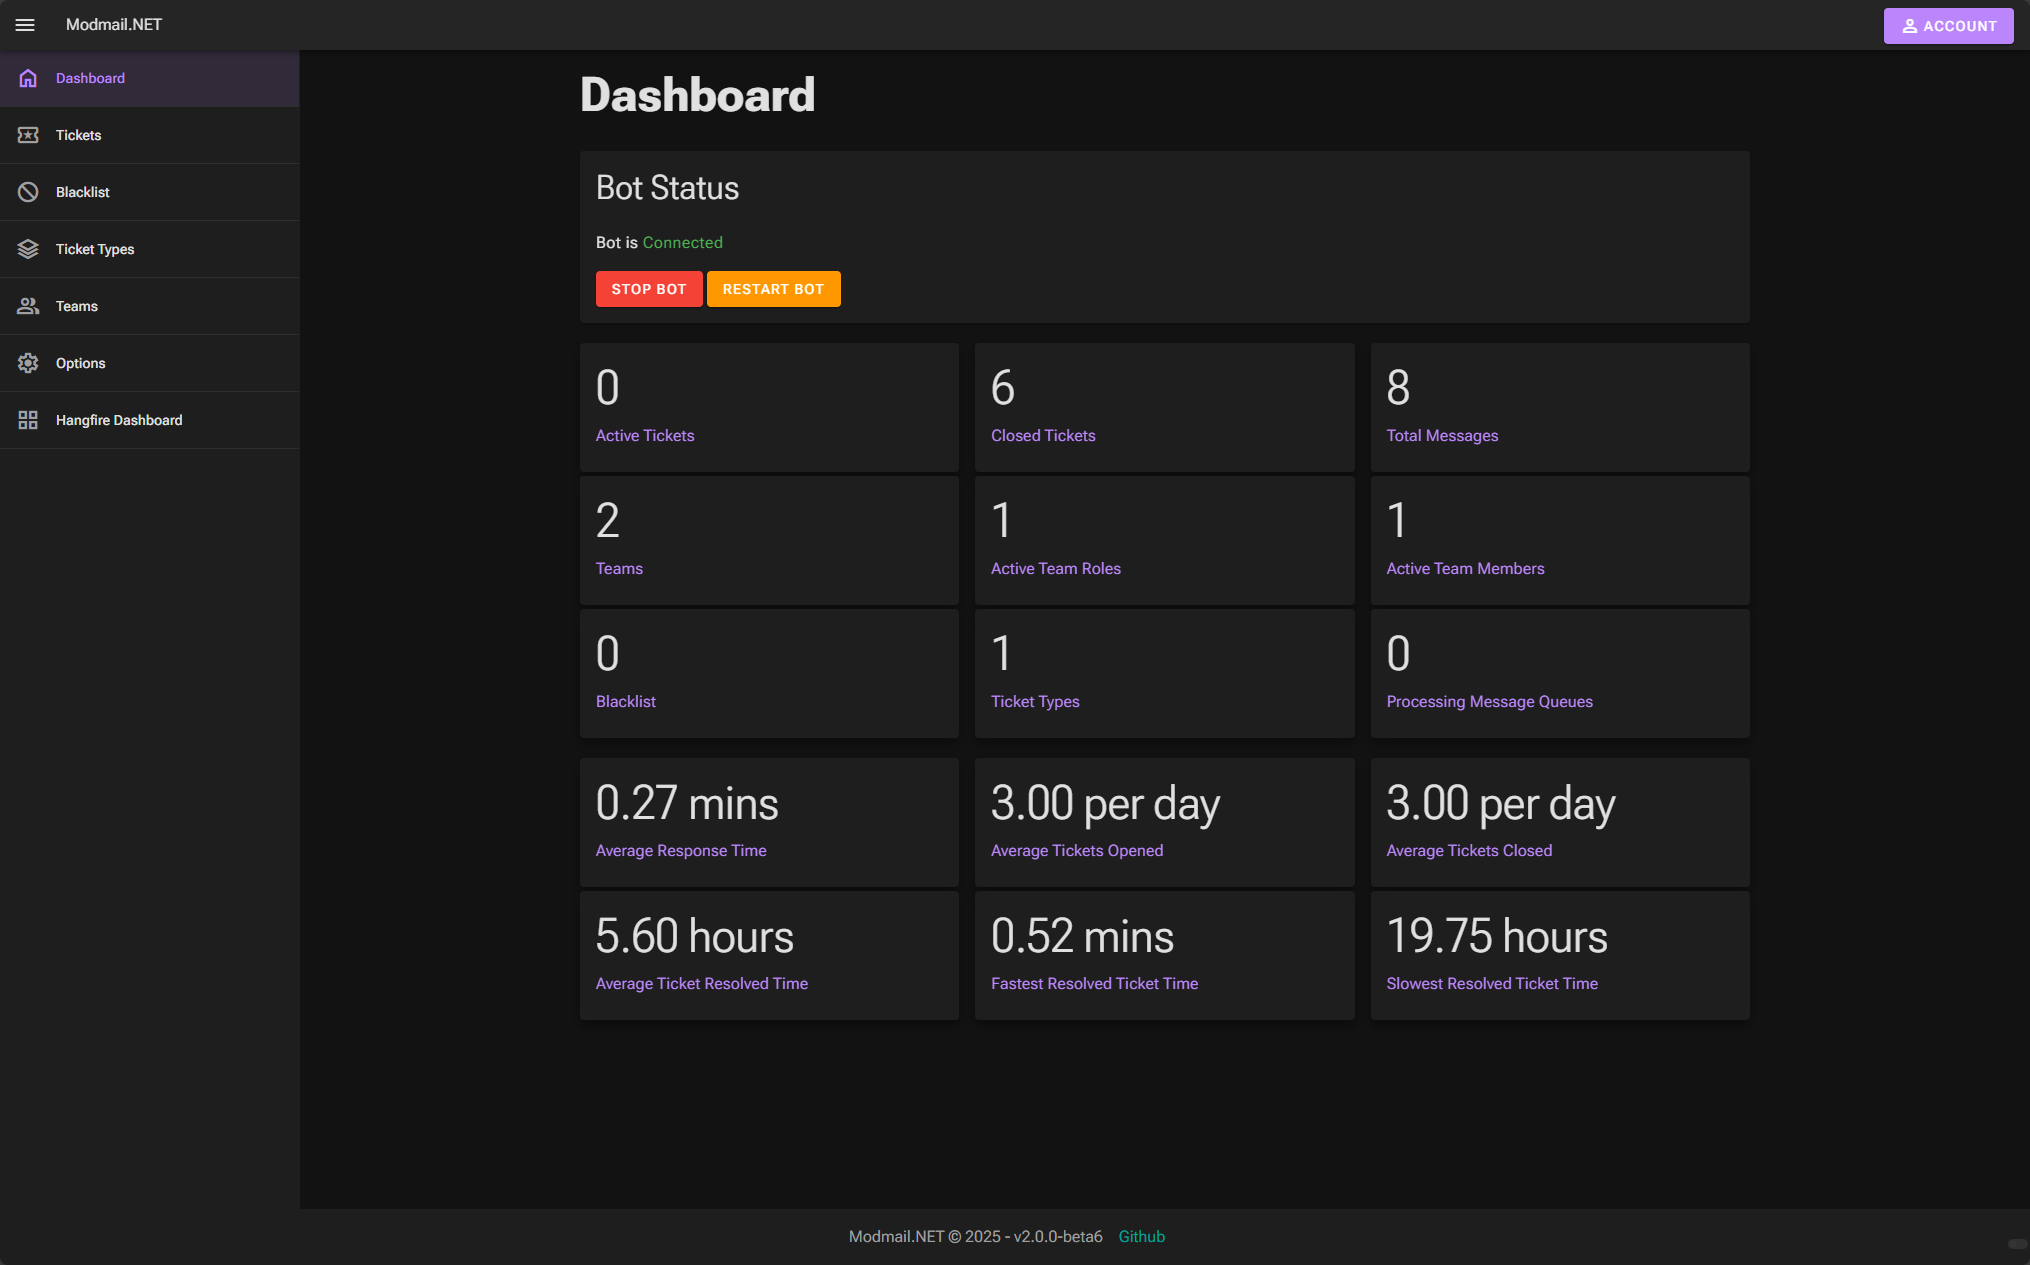 Modmail.NET
ACCOUNT
Dashboard
Tickets
Blacklist
Ticket Types
Teams
Options
Hangfire Dashboard
Dashboard
Bot Status
Bot is Connected
STOP BOT RESTART BOT
0
Active Tickets
6
Closed Tickets
8
Total Messages
2
Teams
1
Active Team Roles
1
Active Team Members
0
Blacklist
1
Ticket Types
0
Processing Message Queues
0.27 mins
Average Response Time
3.00 per day
Average Tickets Opened
3.00 per day
Average Tickets Closed
5.60 hours
Average Ticket Resolved Time
0.52 mins
Fastest Resolved Ticket Time
19.75 hours
Slowest Resolved Ticket Time
Modmail.NET © 2025 - v2.0.0-beta6 Github